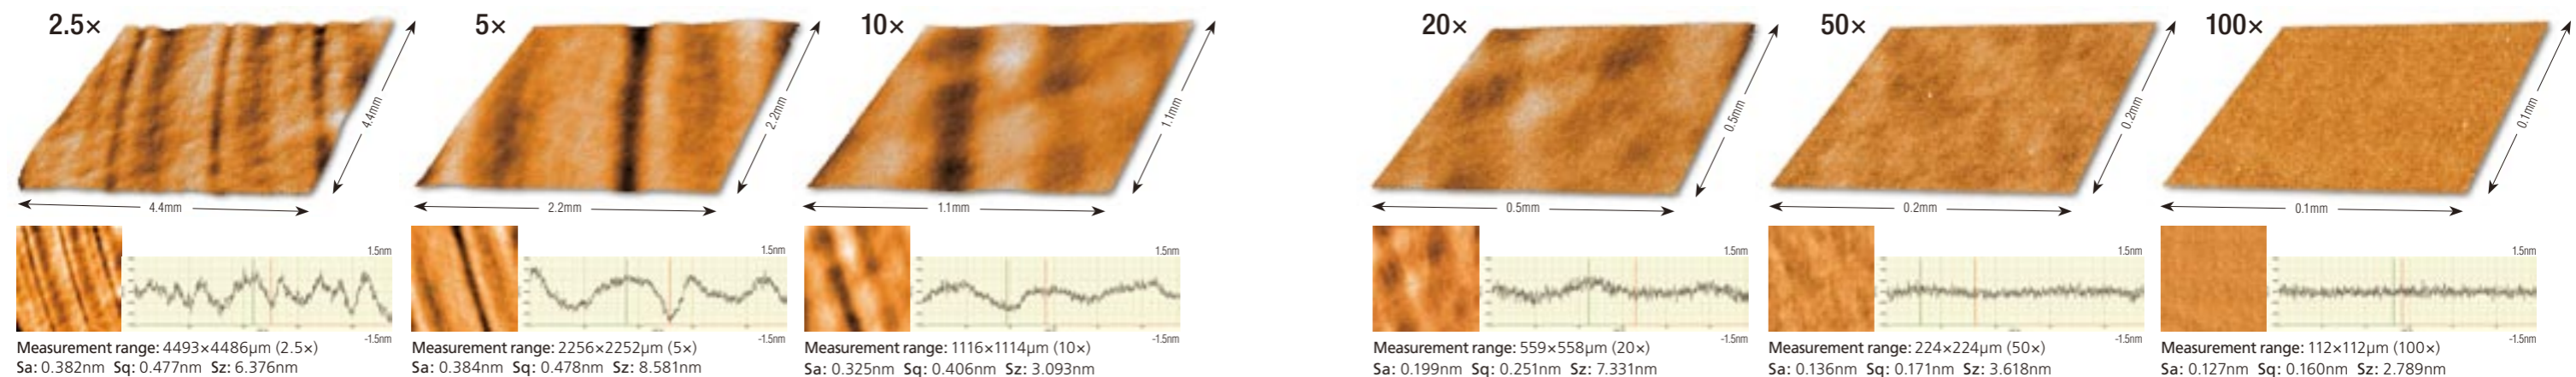 2.5×
4.4mm
4.4mm
1.5nm
-1.5nm
Measurement range: 4493×4486µm (2.5×)
Sa: 0.382nm Sq: 0.477nm Sz: 6.376nm
5×
2.2mm
2.2mm
1.5nm
-1.5nm
Measurement range: 2256×2252µm (5×)
Sa: 0.384nm Sq: 0.478nm Sz: 8.581nm
10×
1.1mm
1.1mm
1.5nm
-1.5nm
Measurement range: 1116×1114µm (10×)
Sa: 0.325nm Sq: 0.406nm Sz: 3.093nm
20×
0.5mm
0.5mm
1.5nm
-1.5nm
Measurement range: 559×558µm (20×)
Sa: 0.199nm Sq: 0.251nm Sz: 7.331nm
50×
0.2mm
0.2mm
1.5nm
-1.5nm
Measurement range: 224×224µm (50×)
Sa: 0.136nm Sq: 0.171nm Sz: 3.618nm
100×
0.1mm
0.1mm
1.5nm
-1.5nm
Measurement range: 112×112µm (100×)
Sa: 0.127nm Sq: 0.160nm Sz: 2.789nm